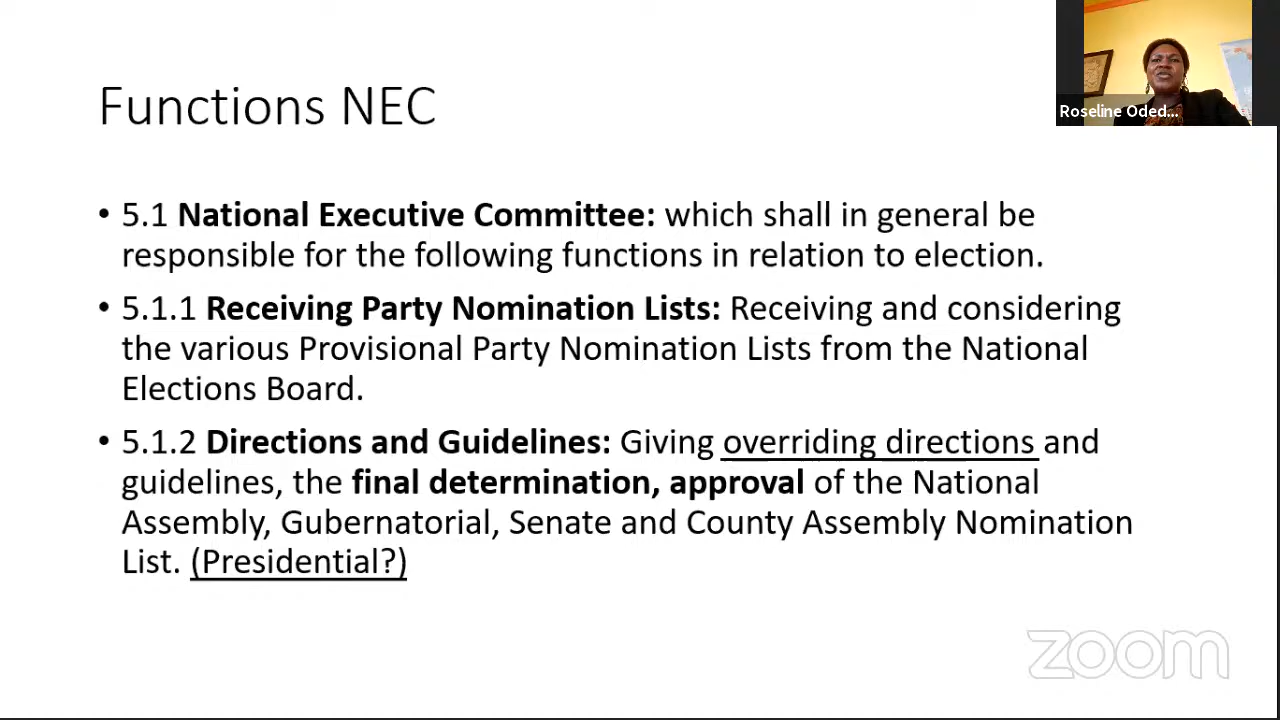 Functions NEC
Roseline Oded...
• 5.1 National Executive Committee: which shall in general be
responsible for the following functions in relation to election.
• 5.1.1 Receiving Party Nomination Lists: Receiving and considering
the various Provisional Party Nomination Lists from the National
Elections Board.
• 5.1.2 Directions and Guidelines: Giving overriding directions and
guidelines, the final determination, approval of the National
Assembly, Gubernatorial, Senate and County Assembly Nomination
List. (Presidential?)
zoom